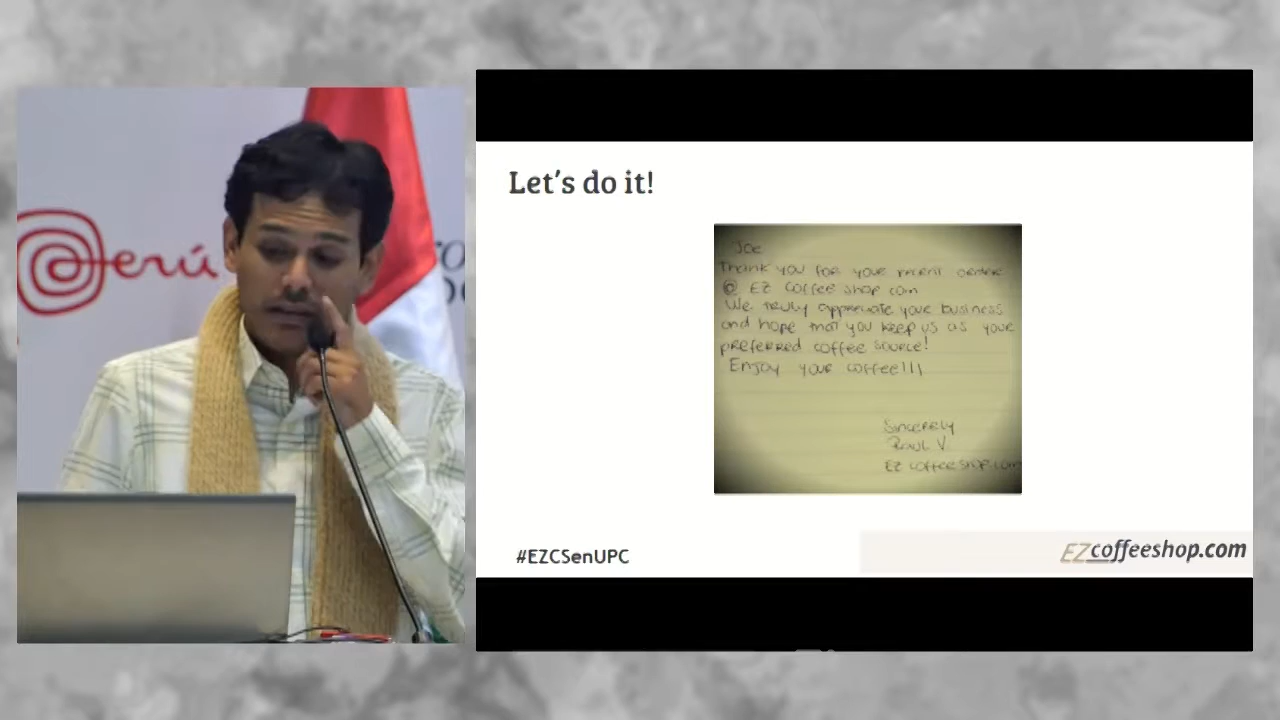 Perú
Let's do it!
Joe
Thank you for your recent order
@ EZ coffee shop com
We truly appreciate your business
and hope that you keep us as your
preferred coffee source!
Enjoy your coffee!!!
Sincerely
Raul V
EZ coffeeshop.com
#EZCSenUPC
EZcoffeeshop.com